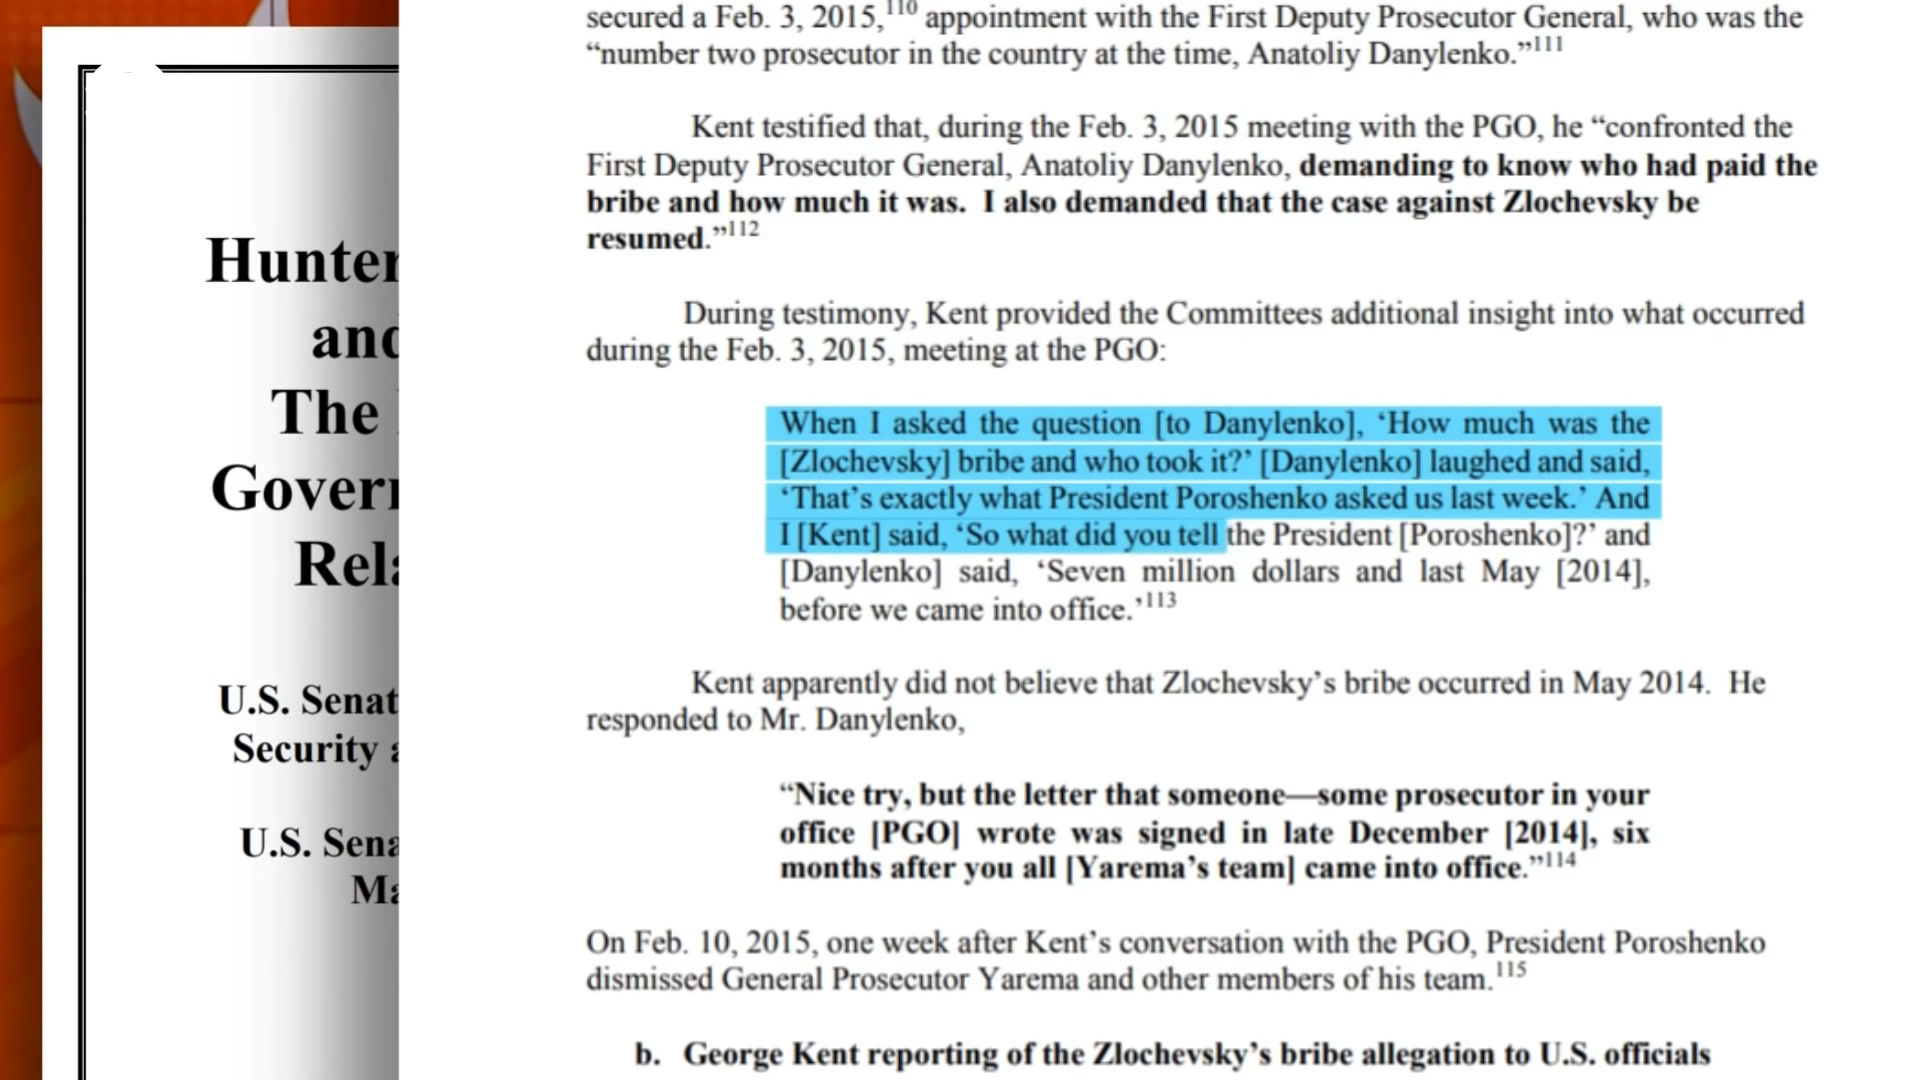 Hunter
and
The
Govern
Rela
U.S. Senat
Security a
U.S. Sena
Ma
secured a Feb. 3, 2015,110 appointment with the First Deputy Prosecutor General, who was the
“number two prosecutor in the country at the time, Anatoliy Danylenko.”111
Kent testified that, during the Feb. 3, 2015 meeting with the PGO, he “confronted the
First Deputy Prosecutor General, Anatoliy Danylenko, demanding to know who had paid the
bribe and how much it was. I also demanded that the case against Zlochevsky be
resumed.”112
During testimony, Kent provided the Committees additional insight into what occurred
during the Feb. 3, 2015, meeting at the PGO:
When I asked the question [to Danylenko], ‘How much was the
[Zlochevsky] bribe and who took it?’ [Danylenko] laughed and said,
‘That’s exactly what President Poroshenko asked us last week.’ And
I [Kent] said, ‘So what did you tell the President [Poroshenko]?’ and
[Danylenko] said, ‘Seven million dollars and last May [2014],
before we came into office.’113
Kent apparently did not believe that Zlochevsky’s bribe occurred in May 2014. He
responded to Mr. Danylenko,
“Nice try, but the letter that someone—some prosecutor in your
office [PGO] wrote was signed in late December [2014], six
months after you all [Yarema’s team] came into office.”114
On Feb. 10, 2015, one week after Kent’s conversation with the PGO, President Poroshenko
dismissed General Prosecutor Yarema and other members of his team.115
b. George Kent reporting of the Zlochevsky’s bribe allegation to U.S. officials